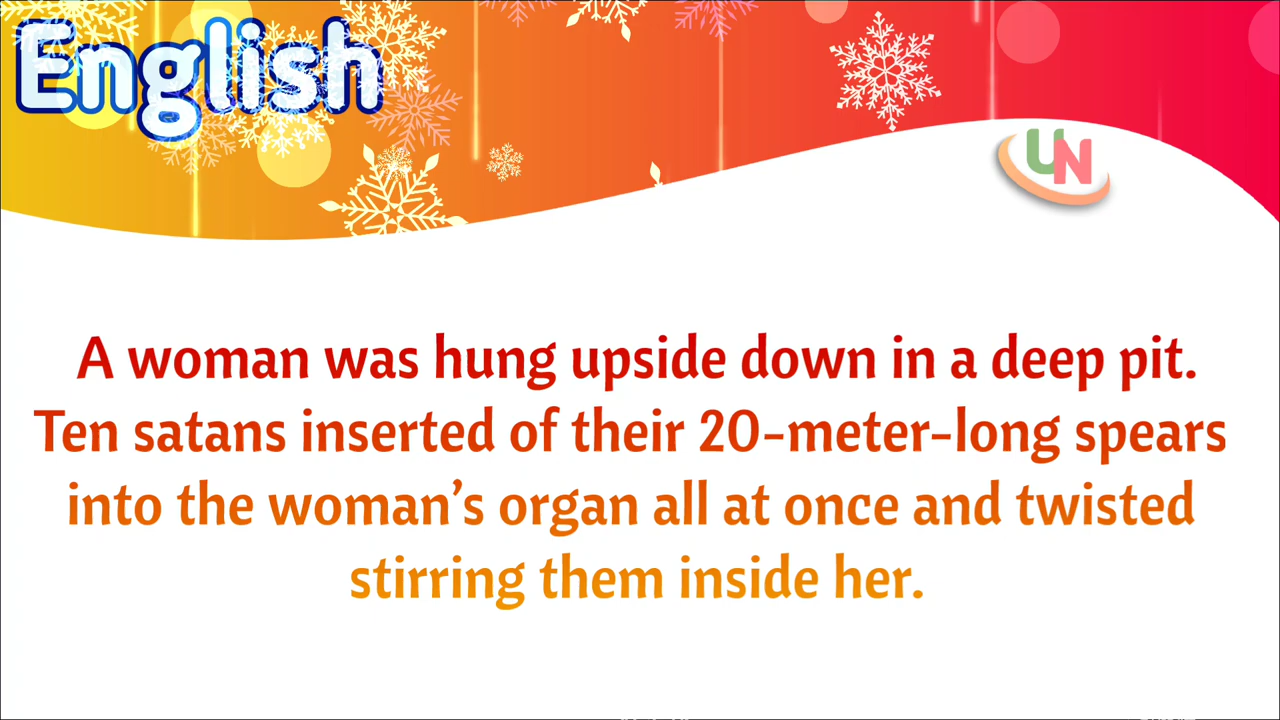 English
UN
A woman was hung upside down in a deep pit.
Ten satans inserted of their 20-meter-long spears
into the woman's organ all at once and twisted
stirring them inside her.